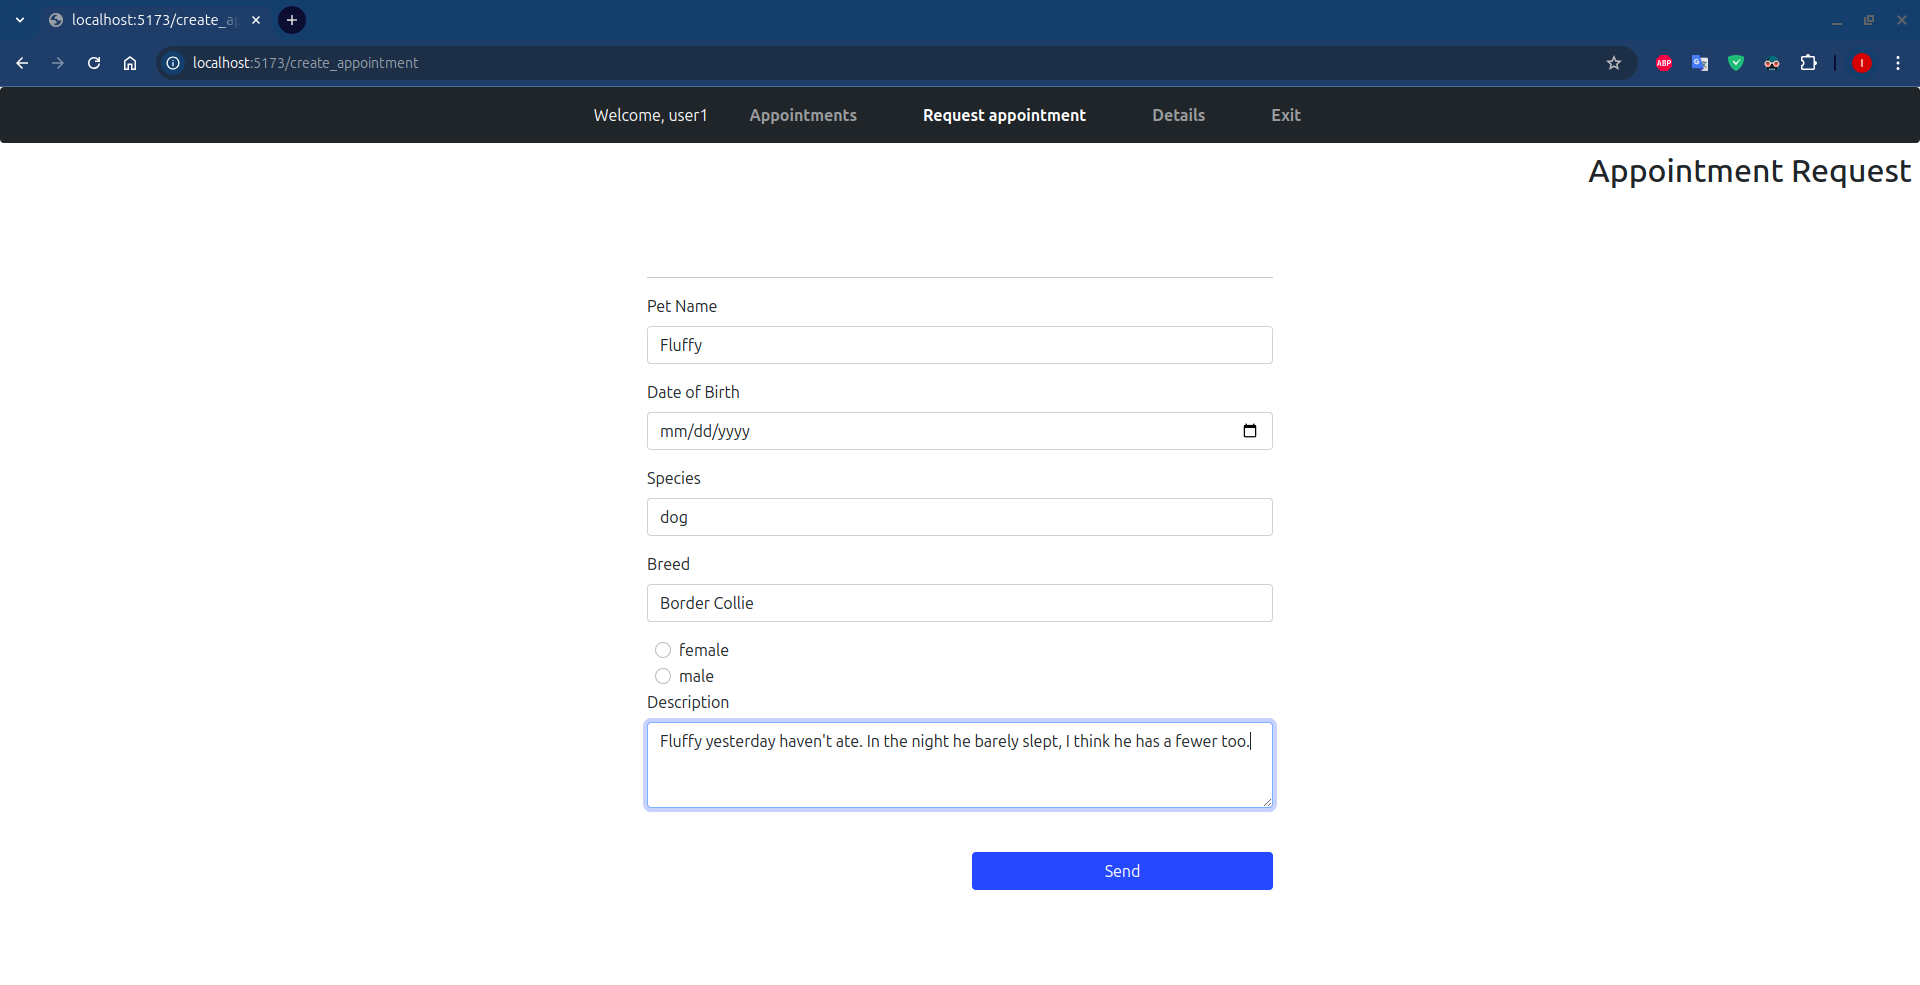 localhost:5173/create_ap
localhost:5173/create_appointment
ABP
G
I
Welcome, user1 Appointments Request appointment Details Exit
Appointment Request
Pet Name
Fluffy
Date of Birth
mm/dd/yyyy
Species
dog
Breed
Border Collie
female
male
Description
Fluffy yesterday haven't ate. In the night he barely slept, I think he has a fewer too.
Send